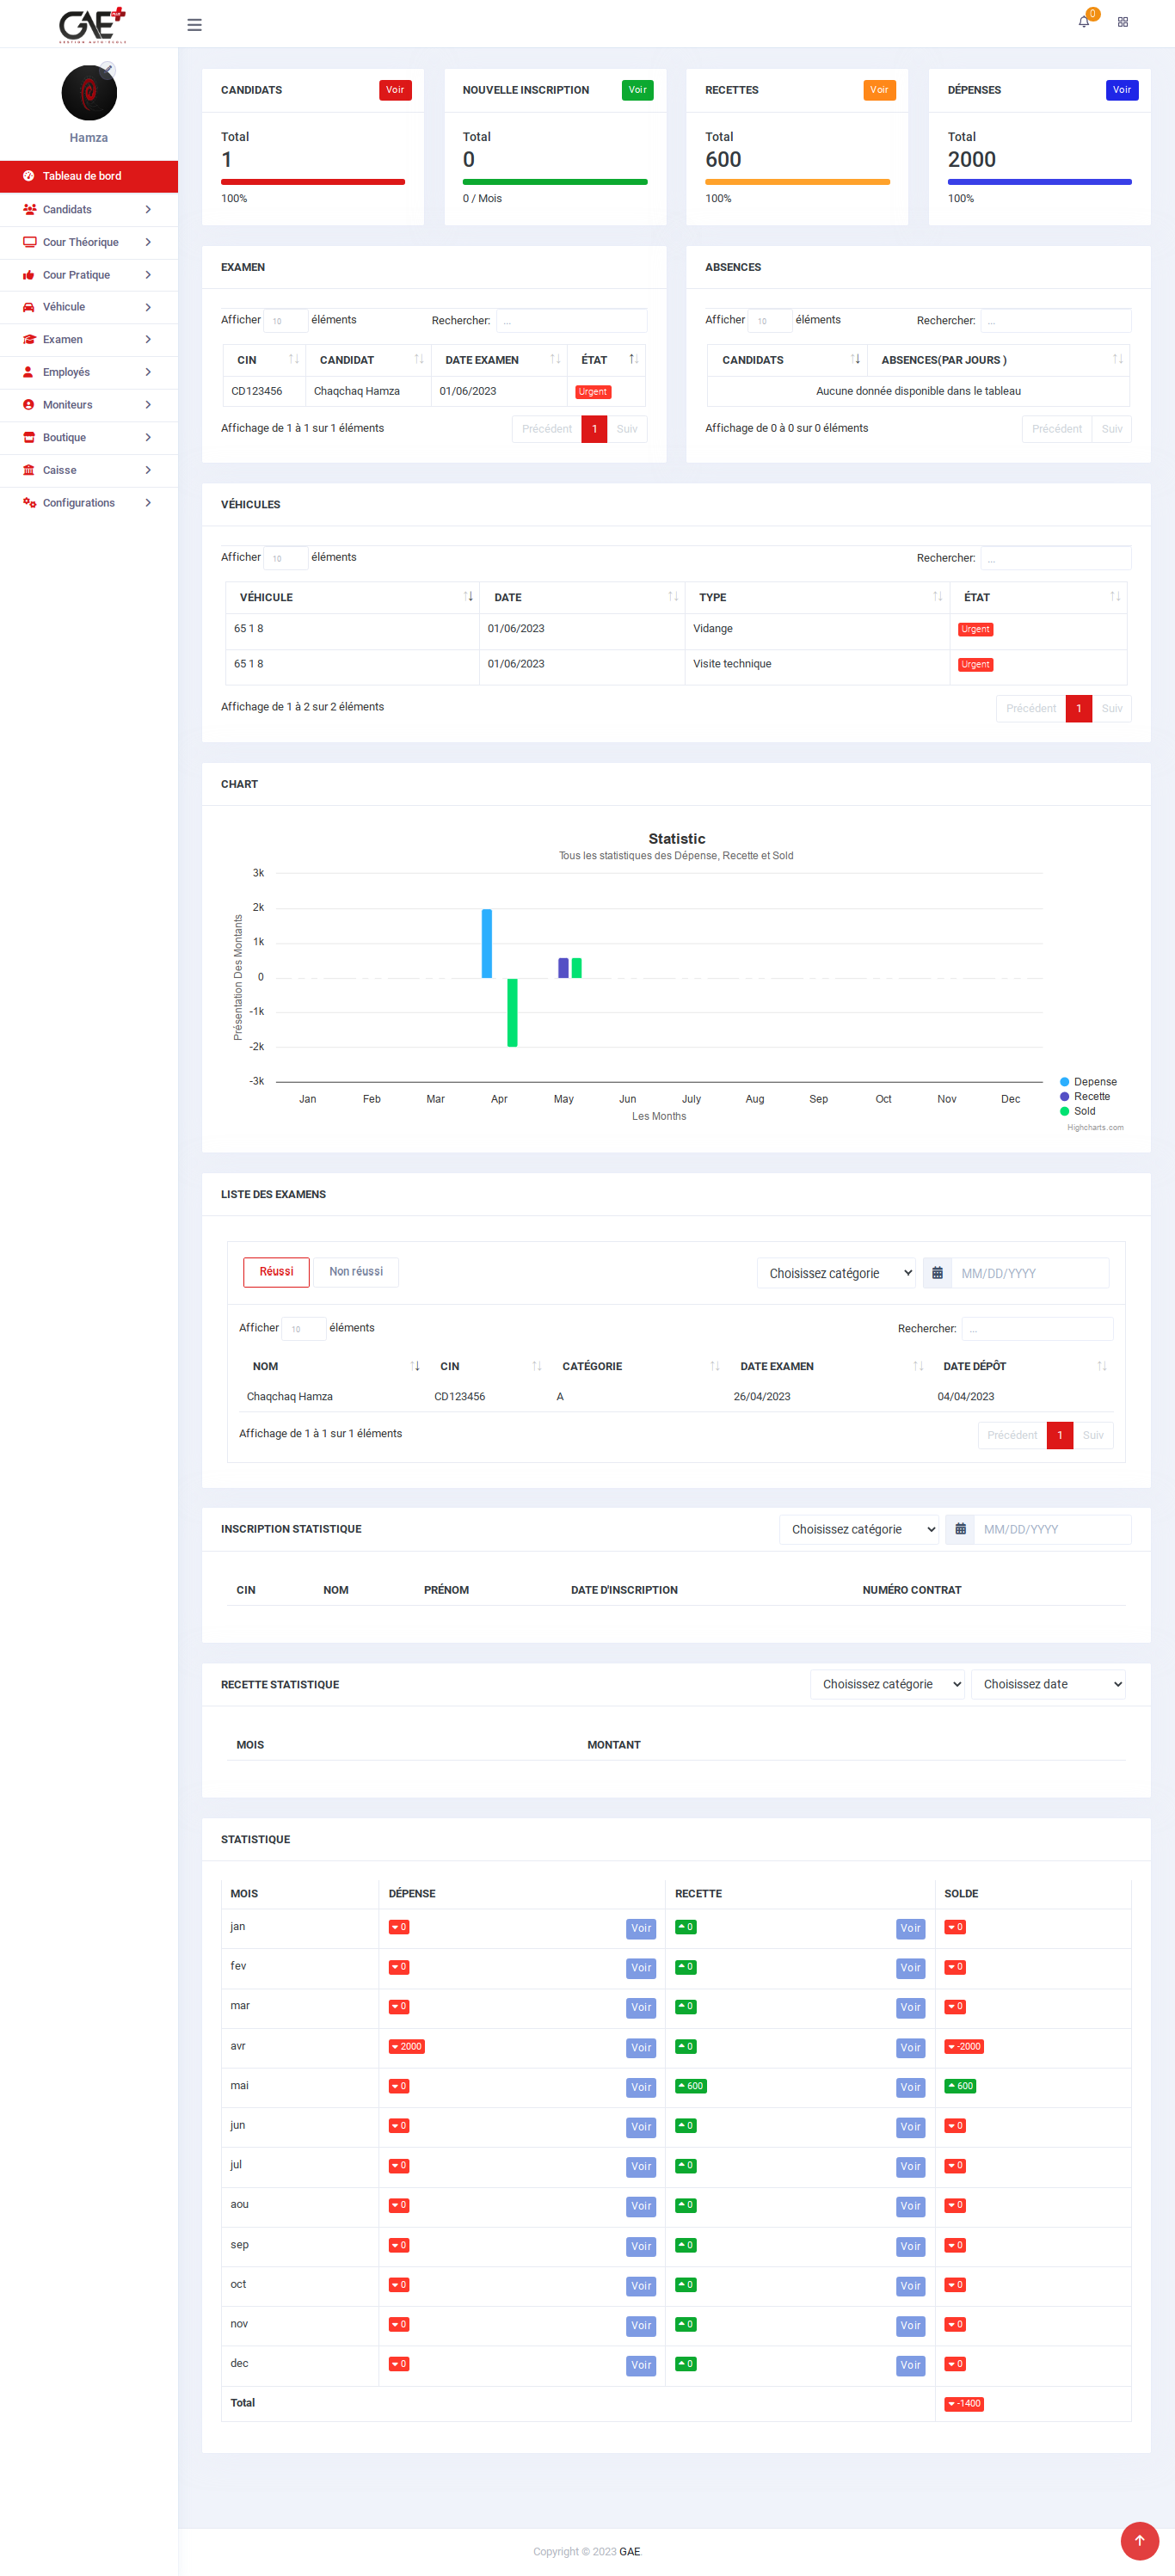 GAE PLUS
GESTION AUTO-ÉCOLE
0
Hamza
Tableau de bord
Candidats
Cour Théorique
Cour Pratique
Véhicule
Examen
Employés
Moniteurs
Boutique
Caisse
Configurations
CANDIDATS Voir
Total
1
100%
NOUVELLE INSCRIPTION Voir
Total
0
0 / Mois
RECETTES Voir
Total
600
100%
DÉPENSES Voir
Total
2000
100%
EXAMEN
Afficher 10 éléments Rechercher: ...
CIN CANDIDAT DATE EXAMEN ÉTAT
CD123456 Chaqchaq Hamza 01/06/2023 Urgent
Affichage de 1 à 1 sur 1 éléments Précédent 1 Suiv
ABSENCES
Afficher 10 éléments Rechercher: ...
CANDIDATS ABSENCES(PAR JOURS )
Aucune donnée disponible dans le tableau
Affichage de 0 à 0 sur 0 éléments Précédent Suiv
VÉHICULES
Afficher 10 éléments Rechercher: ...
VÉHICULE DATE TYPE ÉTAT
65 1 8 01/06/2023 Vidange Urgent
65 1 8 01/06/2023 Visite technique Urgent
Affichage de 1 à 2 sur 2 éléments Précédent 1 Suiv
CHART
Statistic
Tous les statistiques des Dépense, Recette et Sold
Présentation Des Montants
3k
2k
1k
0
-1k
-2k
-3k
Jan Feb Mar Apr May Jun July Aug Sep Oct Nov Dec
Les Months
Depense
Recette
Sold
Highcharts.com
LISTE DES EXAMENS
Réussi Non réussi Choisissez catégorie MM/DD/YYYY
Afficher 10 éléments Rechercher: ...
NOM CIN CATÉGORIE DATE EXAMEN DATE DÉPÔT
Chaqchaq Hamza CD123456 A 26/04/2023 04/04/2023
Affichage de 1 à 1 sur 1 éléments Précédent 1 Suiv
INSCRIPTION STATISTIQUE Choisissez catégorie MM/DD/YYYY
CIN NOM PRÉNOM DATE D'INSCRIPTION NUMÉRO CONTRAT
RECETTE STATISTIQUE Choisissez catégorie Choisissez date
MOIS MONTANT
STATISTIQUE
MOIS DÉPENSE RECETTE SOLDE
jan 0 Voir 0 Voir 0
fev 0 Voir 0 Voir 0
mar 0 Voir 0 Voir 0
avr 2000 Voir 0 Voir -2000
mai 0 Voir 600 Voir 600
jun 0 Voir 0 Voir 0
jul 0 Voir 0 Voir 0
aou 0 Voir 0 Voir 0
sep 0 Voir 0 Voir 0
oct 0 Voir 0 Voir 0
nov 0 Voir 0 Voir 0
dec 0 Voir 0 Voir 0
Total -1400
Copyright © 2023 GAE